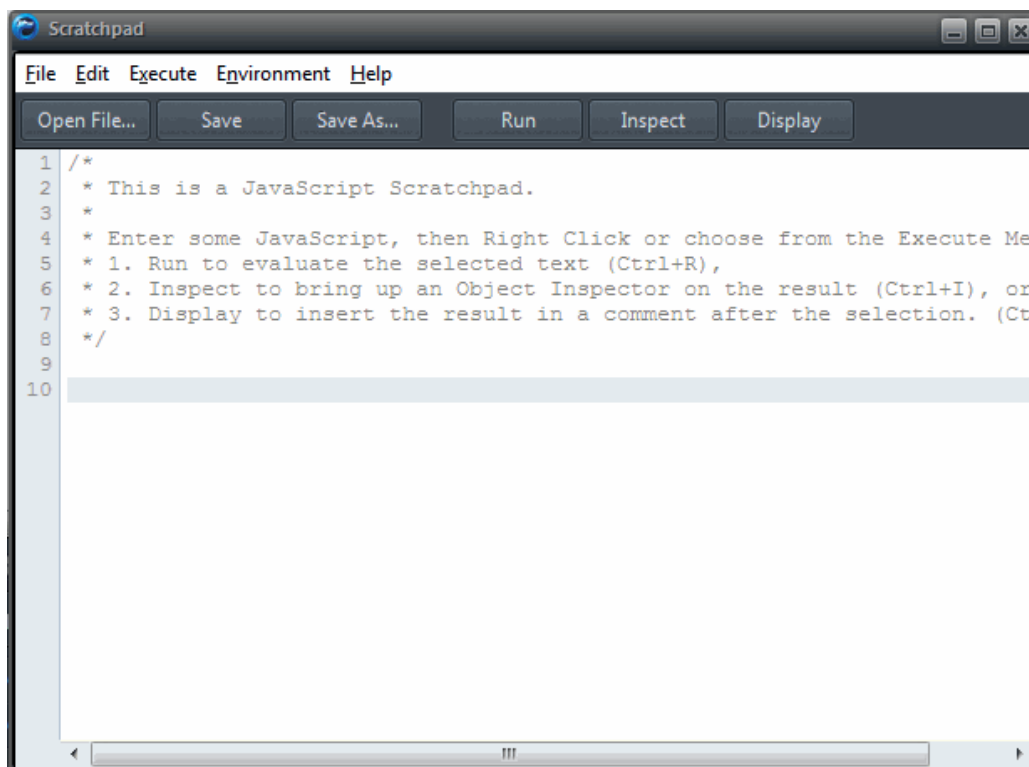 Scratchpad
File Edit Execute Environment Help
Open File... Save Save As... Run Inspect Display
1 /*
2  * This is a JavaScript Scratchpad.
3  *
4  * Enter some JavaScript, then Right Click or choose from the Execute Me
5  * 1. Run to evaluate the selected text (Ctrl+R),
6  * 2. Inspect to bring up an Object Inspector on the result (Ctrl+I), or
7  * 3. Display to insert the result in a comment after the selection. (Ct
8  */
9
10